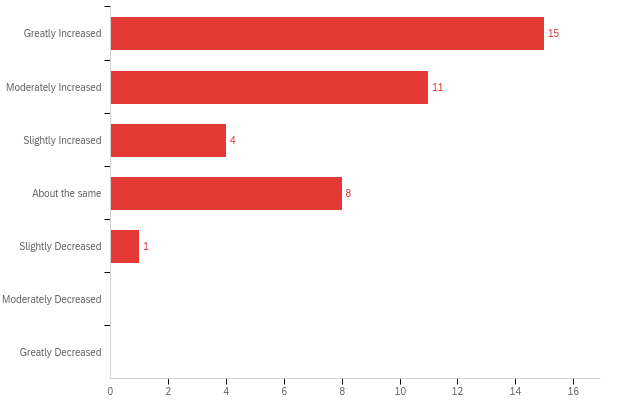 Greatly Increased 15
Moderately Increased 11
Slightly Increased 4
About the same 8
Slightly Decreased 1
Moderately Decreased
Greatly Decreased
0 2 4 6 8 10 12 14 16